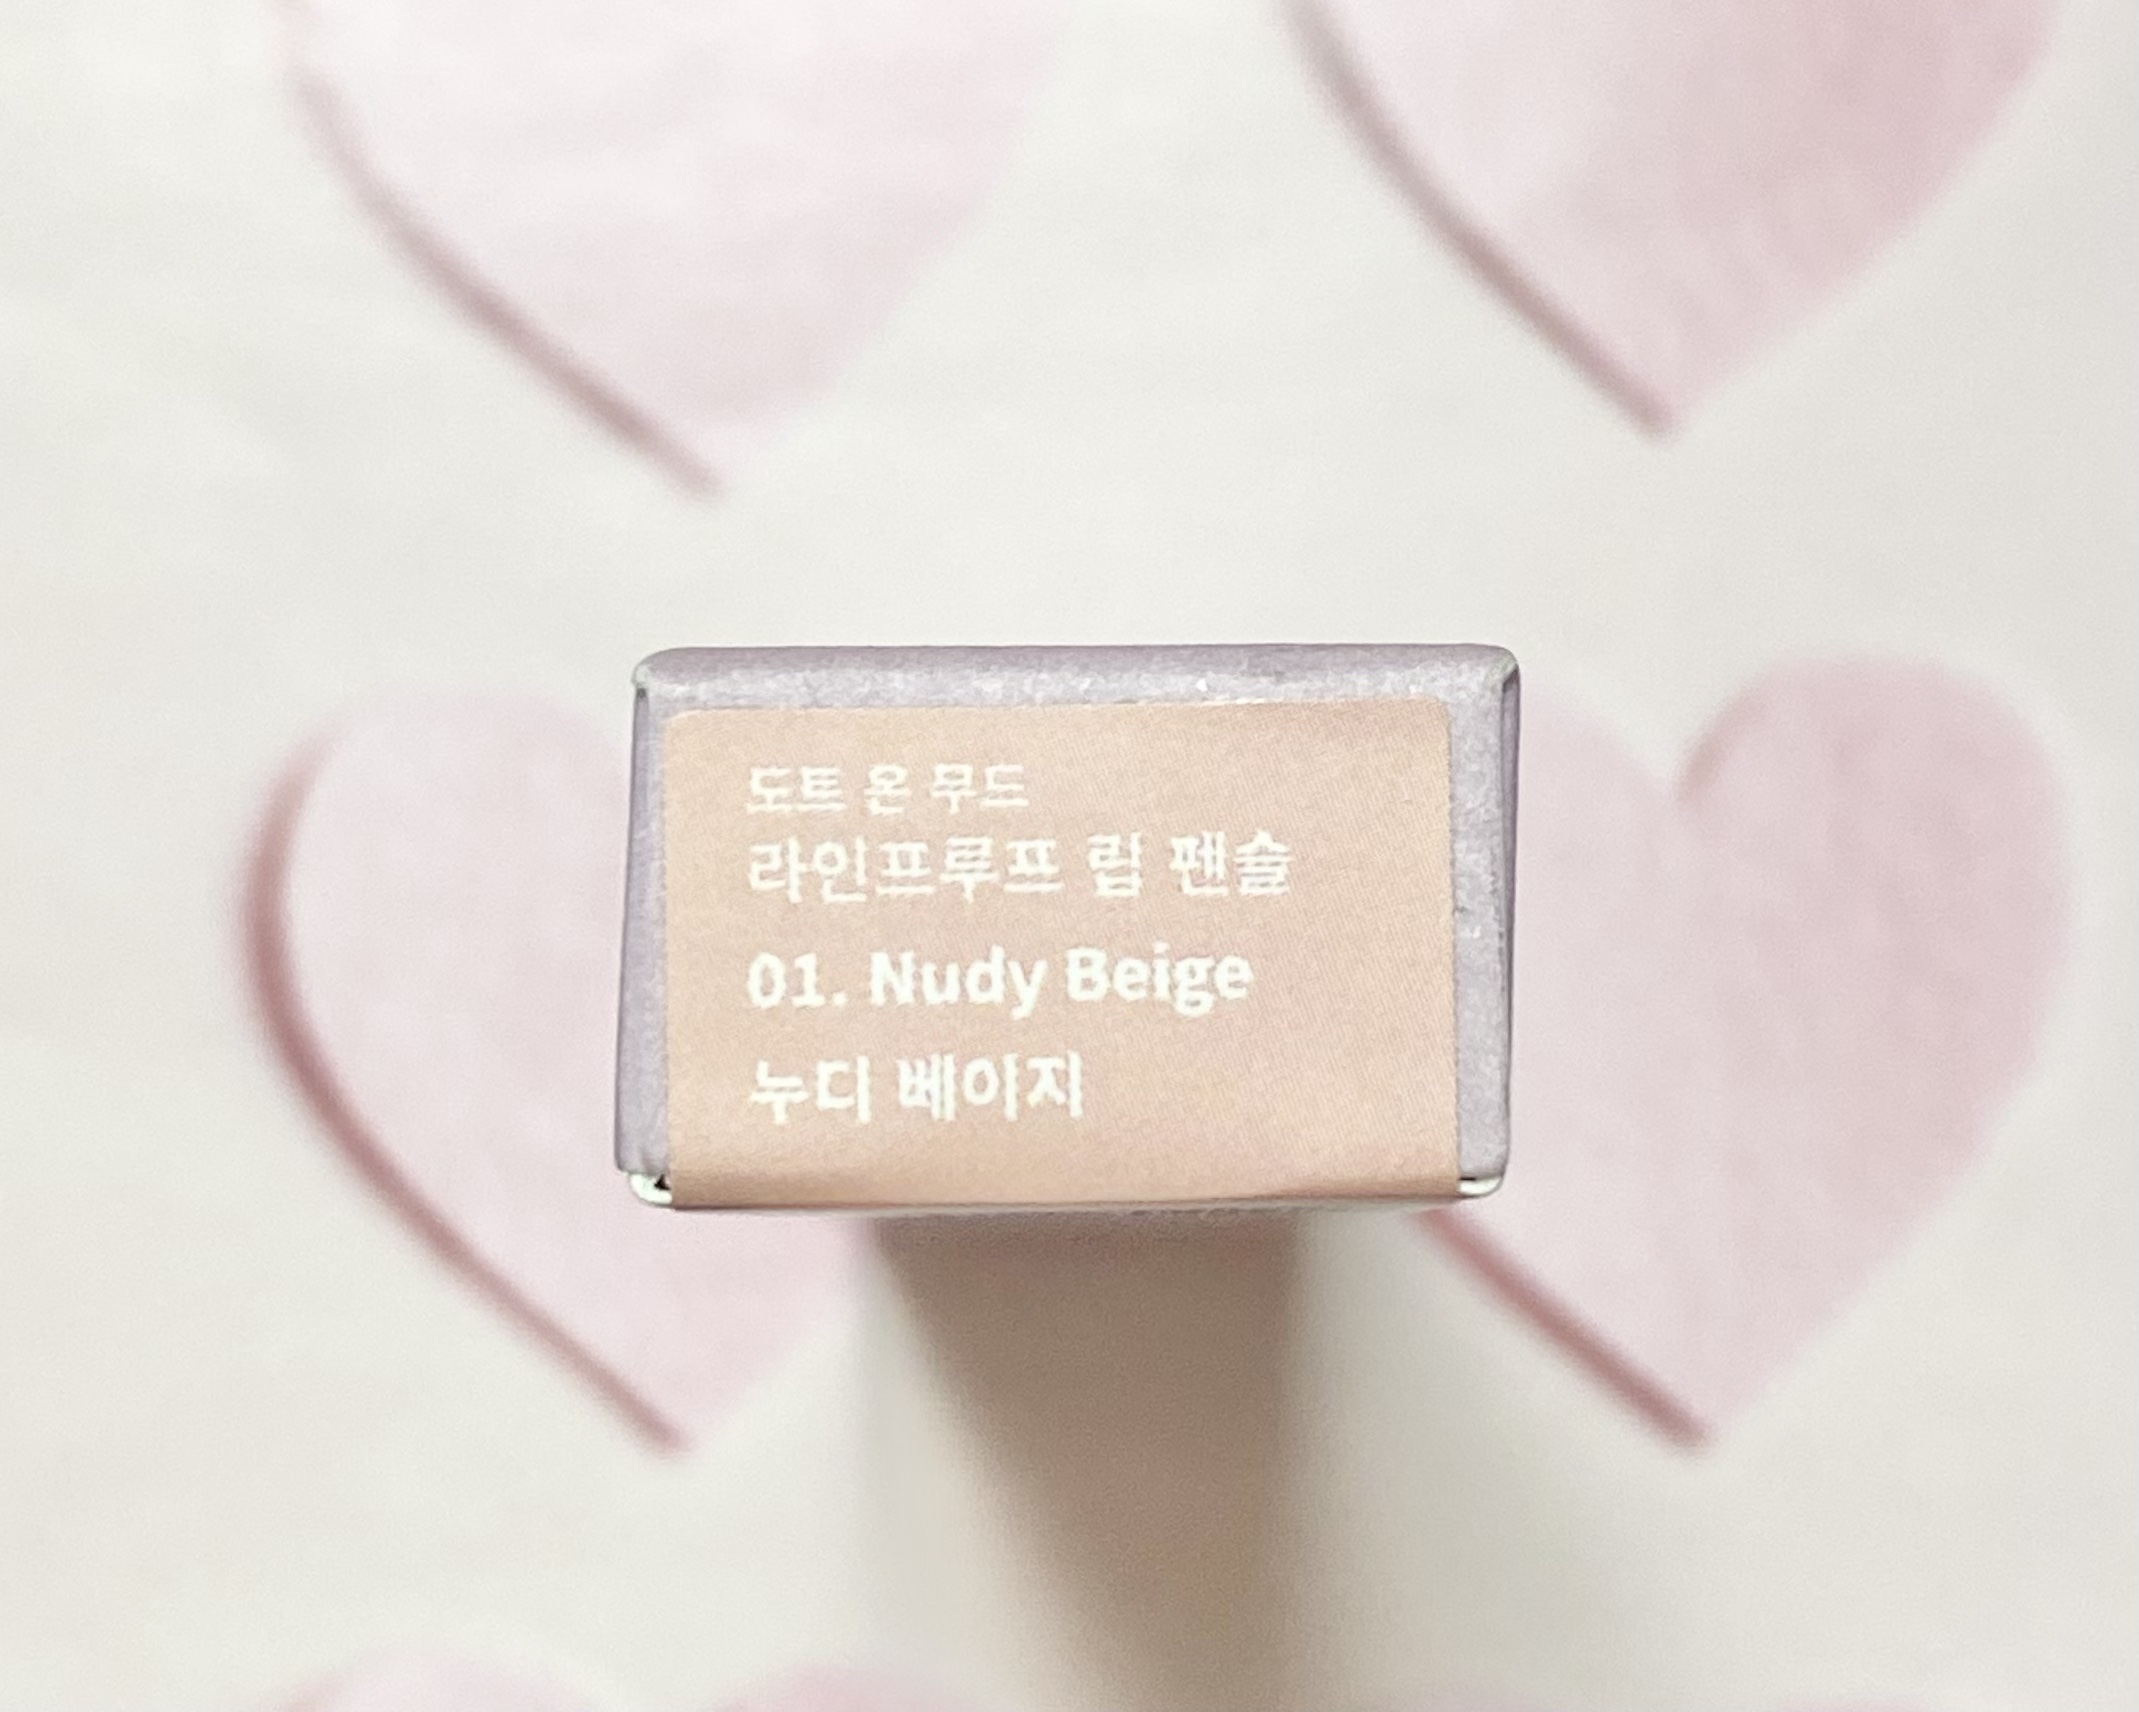 도트 온 무드
라인프루프 립 펜슬
01. Nudy Beige
누디 베이지